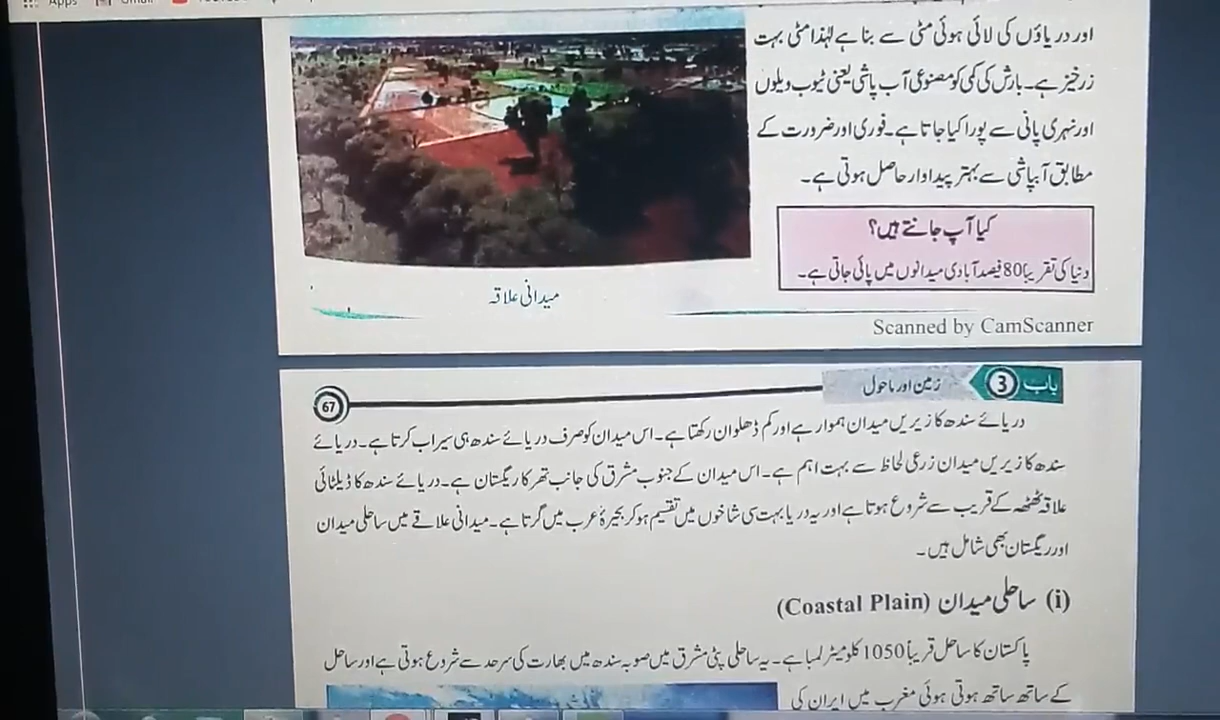 Apps
اور دریاؤں کی لائی ہوئی مٹی سے بنا ہے لہٰذا مٹی بہت
زرخیز ہے۔ بارش کی کمی کو مصنوعی آب پاشی یعنی ٹیوب ویلوں
اور نہری پانی سے پورا کیا جاتا ہے۔ فوری اور ضرورت کے
مطابق آبپاشی سے بہتر پیداوار حاصل ہوتی ہے۔
کیا آپ جانتے ہیں؟
دنیا کی تقریباً 80 فیصد آبادی میدانوں میں پائی جاتی ہے۔
میدانی علاقہ
Scanned by CamScanner
باب 3 زمین اور ماحول 67
دریائے سندھ کا زیریں میدان ہموار ہے اور کم ڈھلوان رکھتا ہے۔ اس میدان کو صرف دریائے سندھ ہی سیراب کرتا ہے۔ دریائے
سندھ کا زیریں میدان زرعی لحاظ سے بہت اہم ہے۔ اس میدان کے جنوب مشرق کی جانب تھر کا ریگستان ہے۔ دریائے سندھ کا ڈیلٹائی
علاقہ ٹھٹھہ کے قریب سے شروع ہوتا ہے اور یہ دریا بہت سی شاخوں میں تقسیم ہو کر بحیرۂ عرب میں گرتا ہے۔ میدانی علاقے میں ساحلی میدان
اور ریگستان بھی شامل ہیں۔
(i) ساحلی میدان (Coastal Plain)
پاکستان کا ساحل قریباً 1050 کلومیٹر لمبا ہے۔ یہ ساحلی پٹی مشرق میں صوبہ سندھ میں بھارت کی سرحد سے شروع ہوتی ہے اور ساحل
کے ساتھ ساتھ ہوتی ہوئی مغرب میں ایران کی